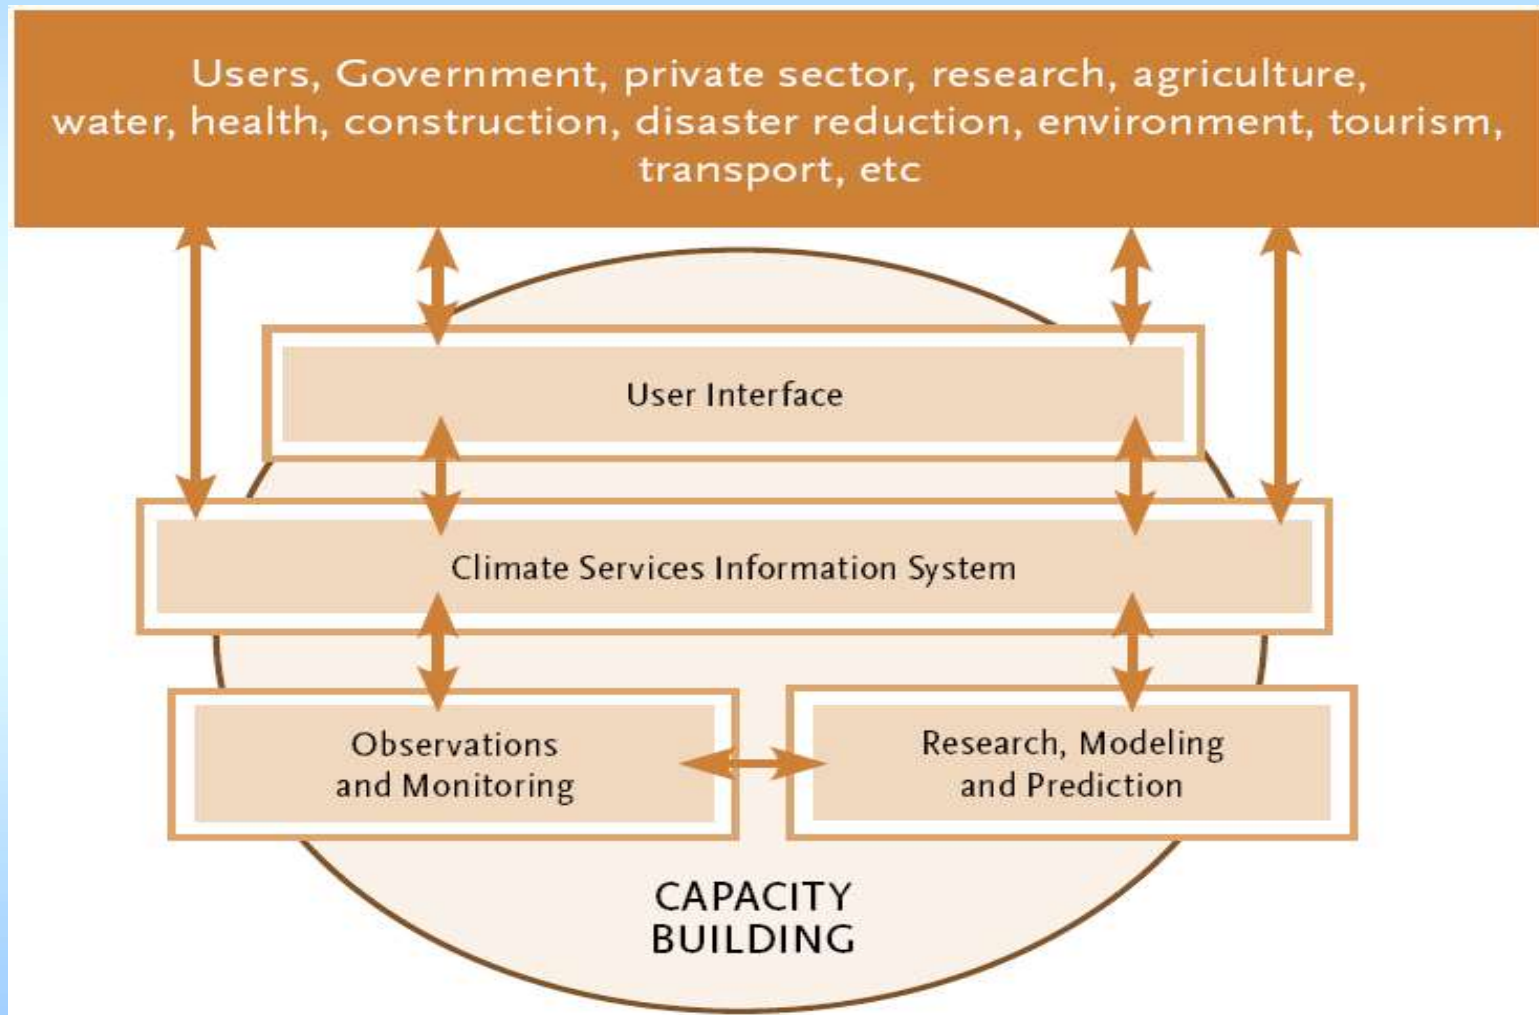 Users, Government, private sector, research, agriculture,
water, health, construction, disaster reduction, environment, tourism,
transport, etc
User Interface
Climate Services Information System
Observations
and Monitoring
Research, Modeling
and Prediction
CAPACITY
BUILDING